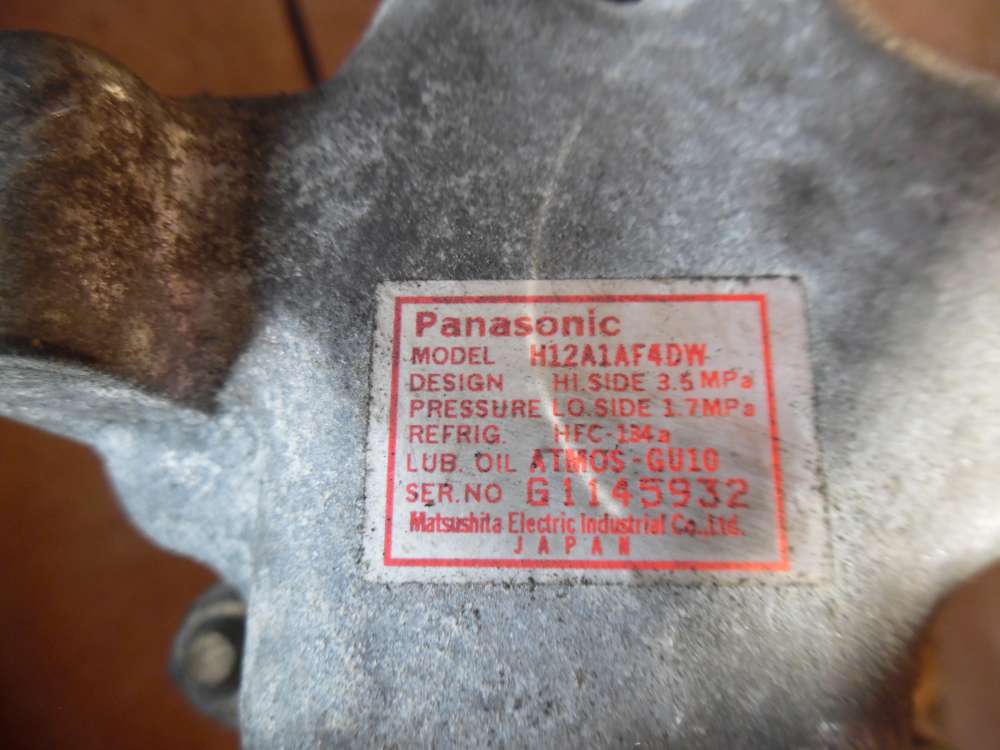 Panasonic
MODEL H12A1AF4DW
DESIGN HI.SIDE 3.5 MPa
PRESSURE LO.SIDE 1.7MPa
REFRIG. HFC-134a
LUB. OIL ATMOS-GU10
SER.NO G1145932
Matsushita Electric Industrial Co.,Ltd.
JAPAN